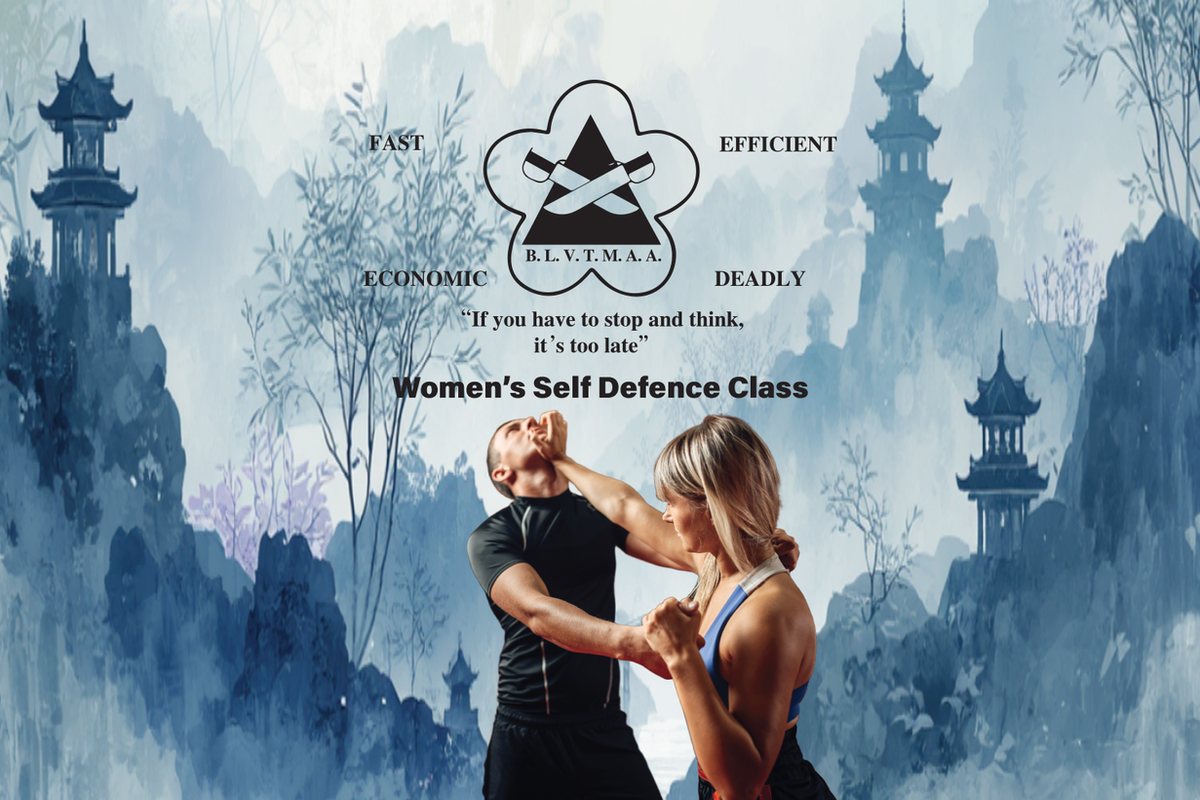 FAST
EFFICIENT
B. L. V. T. M. A. A.
ECONOMIC
DEADLY
“If you have to stop and think,
it’s too late”
Women’s Self Defence Class